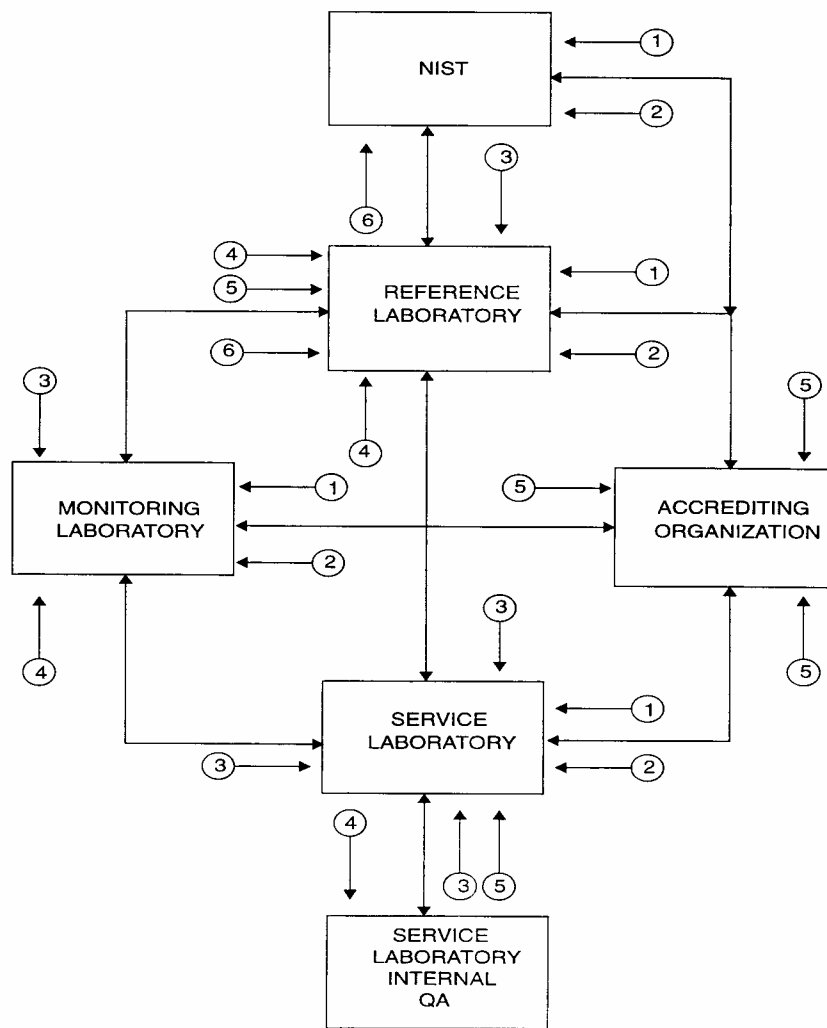 1
NIST
2
3
6
4
1
5
REFERENCE
LABORATORY
6
2
3
4
5
1
5
MONITORING
LABORATORY
ACCREDITING
ORGANIZATION
2
3
4
5
1
SERVICE
LABORATORY
3
2
4
3
5
SERVICE
LABORATORY
INTERNAL
QA